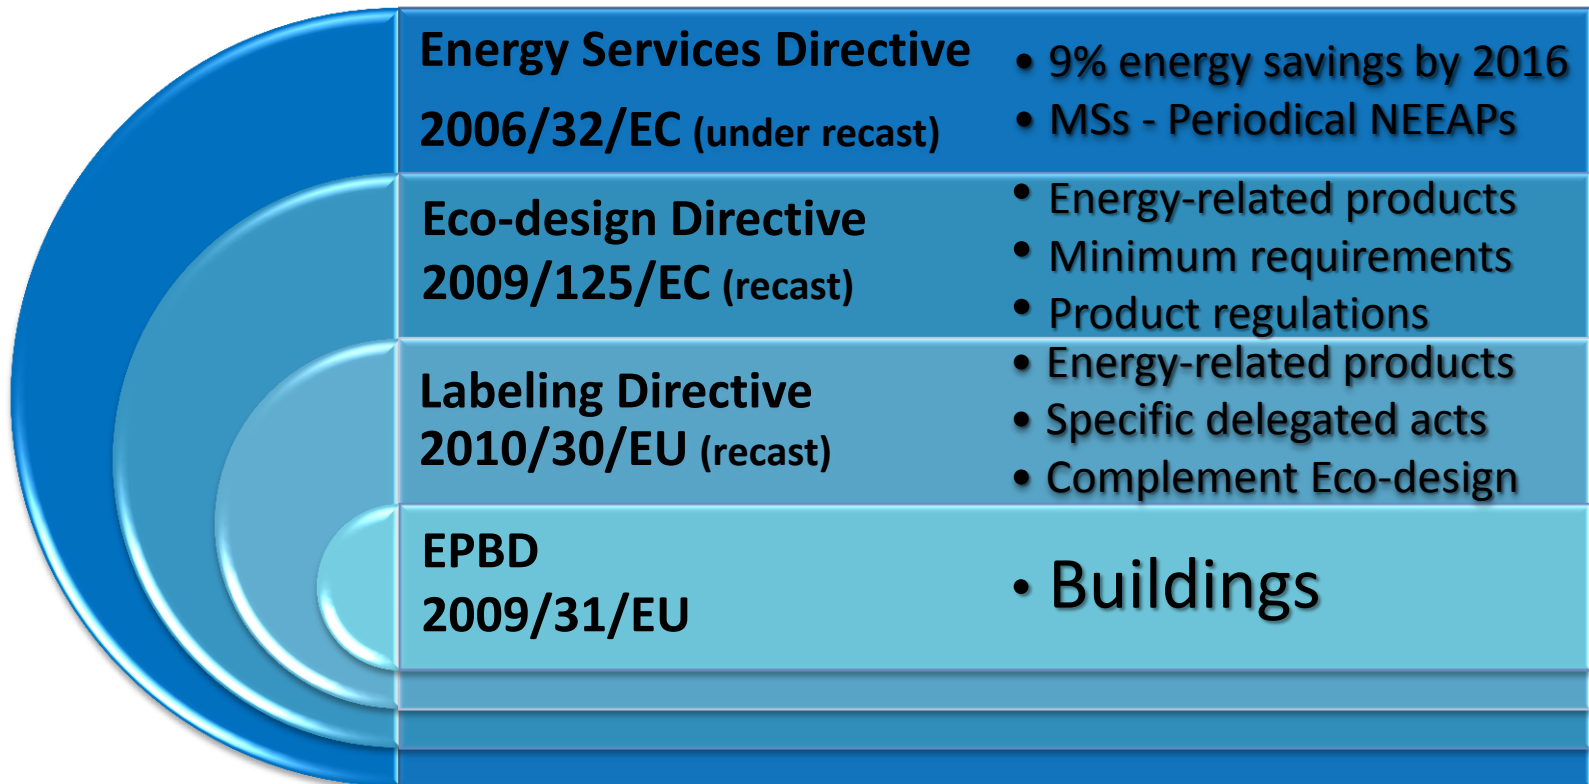 Energy Services Directive
2006/32/EC (under recast)
• 9% energy savings by 2016
• MSs - Periodical NEEAPs
Eco-design Directive
2009/125/EC (recast)
• Energy-related products
• Minimum requirements
• Product regulations
Labeling Directive
2010/30/EU (recast)
• Energy-related products
• Specific delegated acts
• Complement Eco-design
EPBD
2009/31/EU
• Buildings